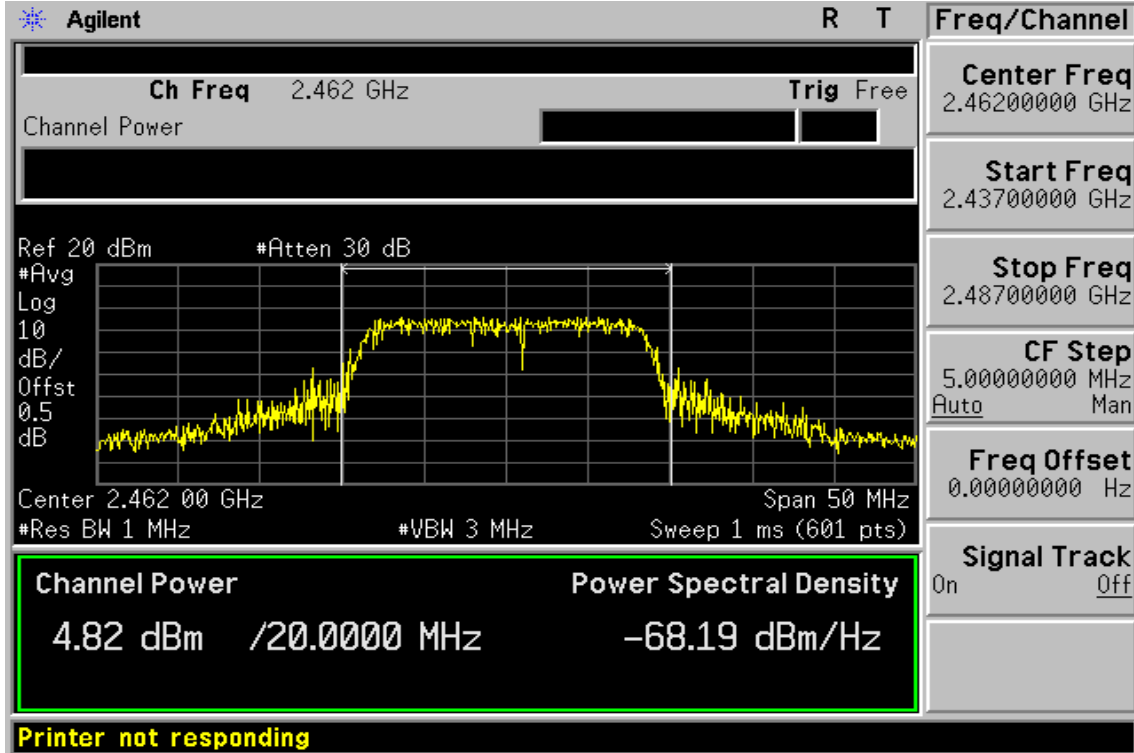 Agilent R T
Ch Freq 2.462 GHz Trig Free
Channel Power
Ref 20 dBm #Atten 30 dB
#Avg
Log
10
dB/
Offst
0.5
dB
Center 2.462 00 GHz Span 50 MHz
#Res BW 1 MHz #VBW 3 MHz Sweep 1 ms (601 pts)
Channel Power Power Spectral Density
4.82 dBm /20.0000 MHz -68.19 dBm/Hz
Printer not responding
Freq/Channel
Center Freq
2.46200000 GHz
Start Freq
2.43700000 GHz
Stop Freq
2.48700000 GHz
CF Step
5.00000000 MHz
Auto Man
Freq Offset
0.00000000 Hz
Signal Track
On Off